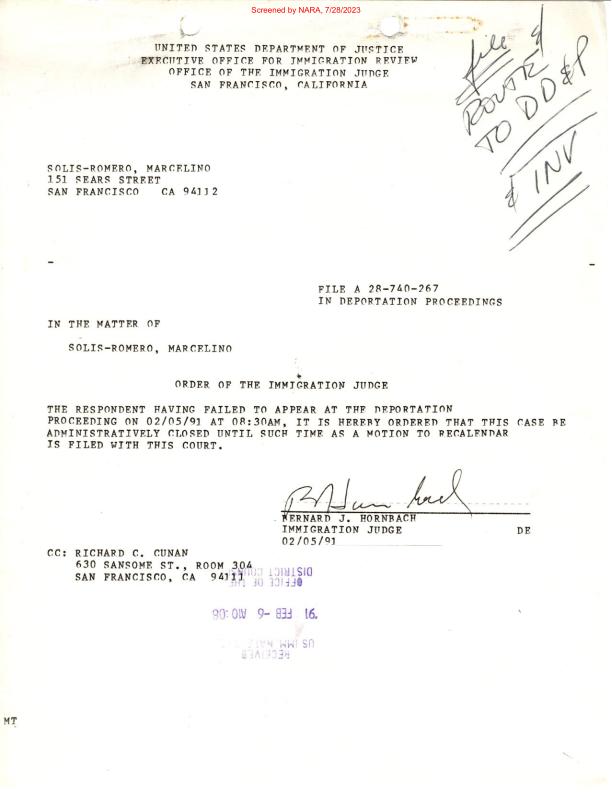 Screened by NARA, 7/28/2023
UNITED STATES DEPARTMENT OF JUSTICE
EXECUTIVE OFFICE FOR IMMIGRATION REVIEW
OFFICE OF THE IMMIGRATION JUDGE
SAN FRANCISCO, CALIFORNIA
file &
ROUTE
TO DD&P
& INV
SOLIS-ROMERO, MARCELINO
151 SEARS STREET
SAN FRANCISCO CA 94112
FILE A 28-740-267
IN DEPORTATION PROCEEDINGS
IN THE MATTER OF
SOLIS-ROMERO, MARCELINO
ORDER OF THE IMMIGRATION JUDGE
THE RESPONDENT HAVING FAILED TO APPEAR AT THE DEPORTATION
PROCEEDING ON 02/05/91 AT 08:30AM, IT IS HEREBY ORDERED THAT THIS CASE BE
ADMINISTRATIVELY CLOSED UNTIL SUCH TIME AS A MOTION TO RECALENDAR
IS FILED WITH THIS COURT.
BERNARD J. HORNBACH
IMMIGRATION JUDGE DE
02/05/91
CC: RICHARD C. CUNAN
630 SANSOME ST., ROOM 304
SAN FRANCISCO, CA 94111
RECEIVED
US IMM
'91 FEB -6
OFFICE OF THE
DISTRICT
MT